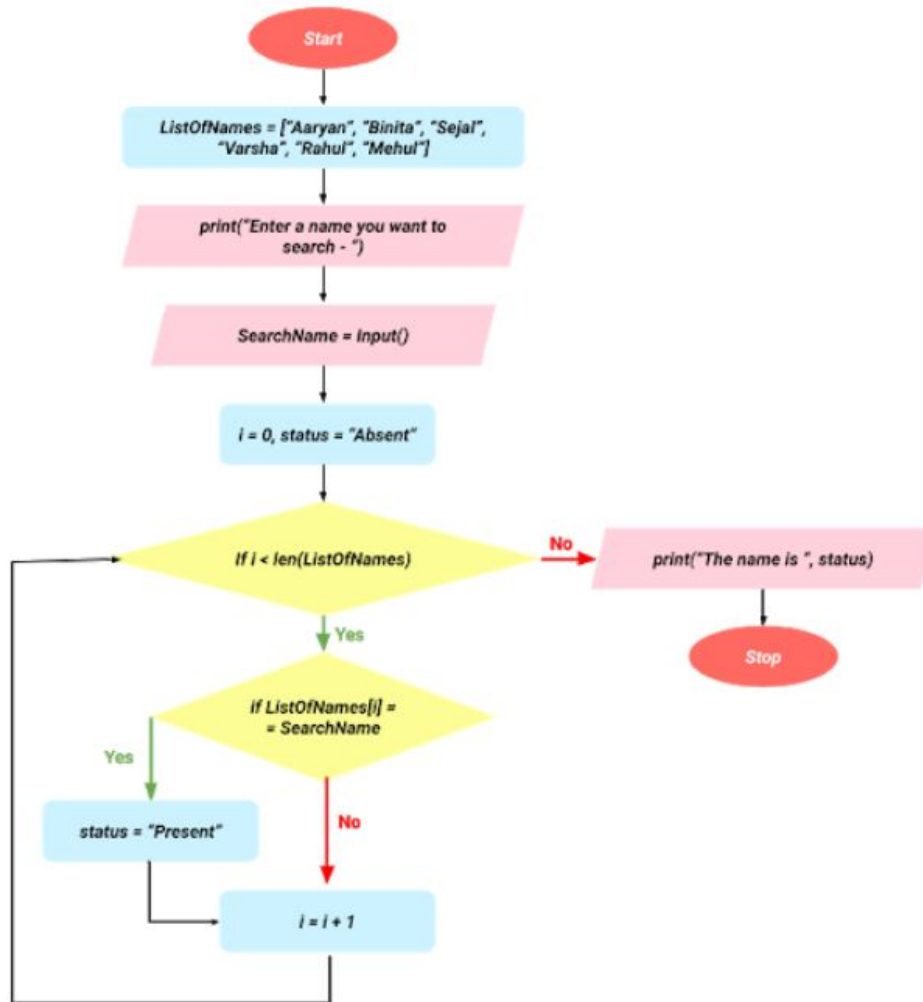 Start
ListOfNames = ["Aaryan", "Binita", "Sejal",
"Varsha", "Rahul", "Mehul"]
print("Enter a name you want to
search - ")
SearchName = Input()
i = 0, status = "Absent"
If i < len(ListOfNames)
No
print("The name is ", status)
Yes
Stop
if ListOfNames[i] =
= SearchName
Yes
No
status = "Present"
i = i + 1